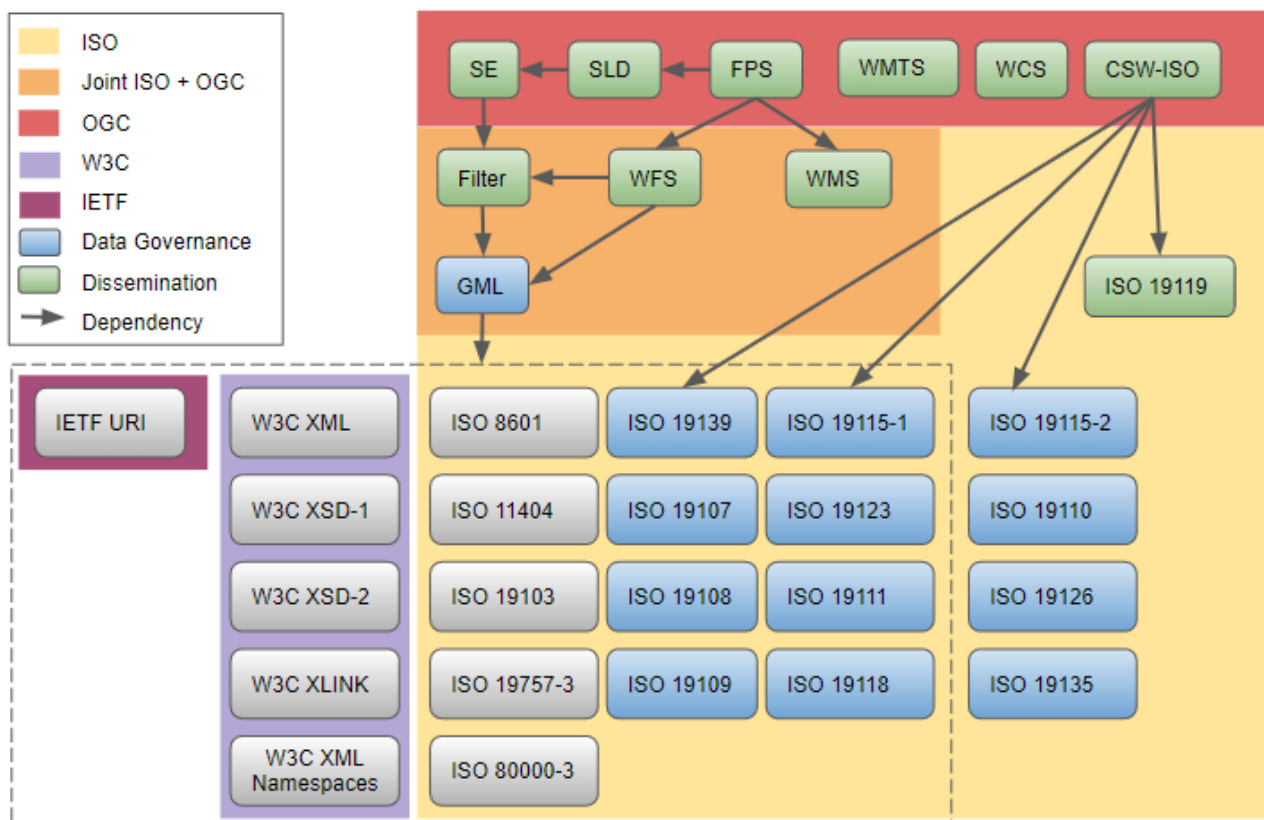 ISO
Joint ISO + OGC
OGC
W3C
IETF
Data Governance
Dissemination
Dependency
SE
SLD
FPS
WMTS
WCS
CSW-ISO
Filter
WFS
WMS
GML
ISO 19119
IETF URI
W3C XML
ISO 8601
ISO 19139
ISO 19115-1
ISO 19115-2
W3C XSD-1
ISO 11404
ISO 19107
ISO 19123
ISO 19110
W3C XSD-2
ISO 19103
ISO 19108
ISO 19111
ISO 19126
W3C XLINK
ISO 19757-3
ISO 19109
ISO 19118
ISO 19135
W3C XML
Namespaces
ISO 80000-3